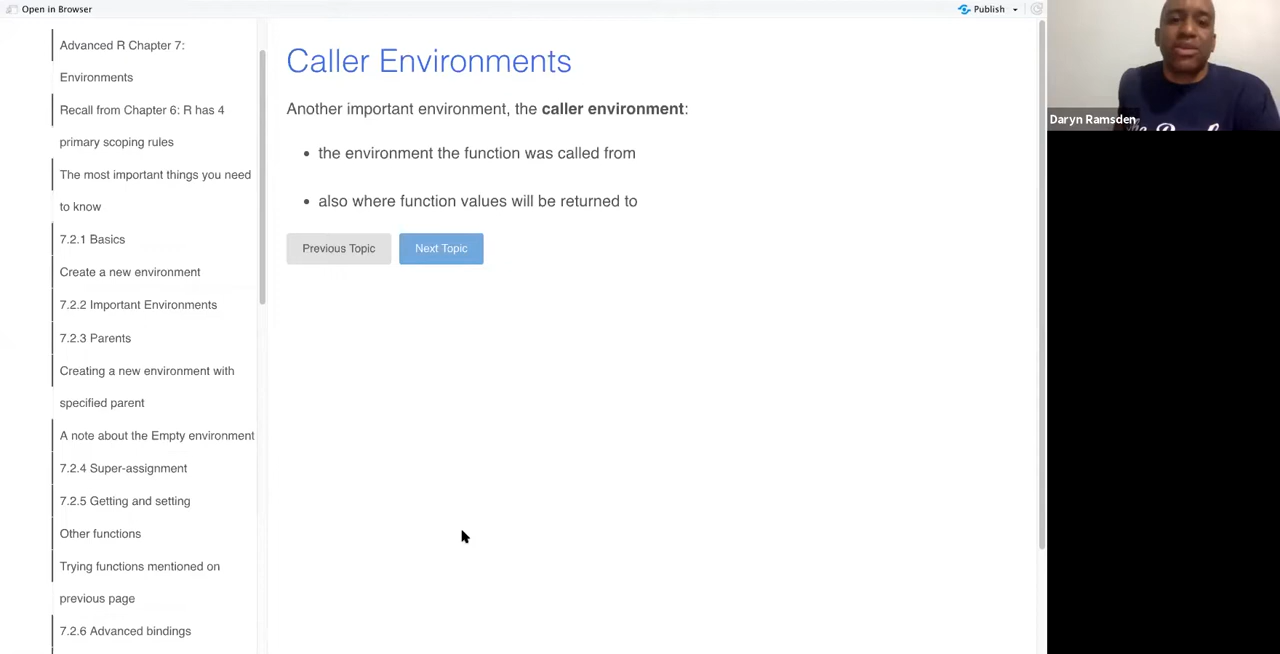 Open in Browser
Publish
Advanced R Chapter 7:
Environments
Recall from Chapter 6: R has 4
primary scoping rules
The most important things you need
to know
7.2.1 Basics
Create a new environment
7.2.2 Important Environments
7.2.3 Parents
Creating a new environment with
specified parent
A note about the Empty environment
7.2.4 Super-assignment
7.2.5 Getting and setting
Other functions
Trying functions mentioned on
previous page
7.2.6 Advanced bindings
Caller Environments
Another important environment, the caller environment:
• the environment the function was called from
• also where function values will be returned to
Previous Topic
Next Topic
Daryn Ramsden